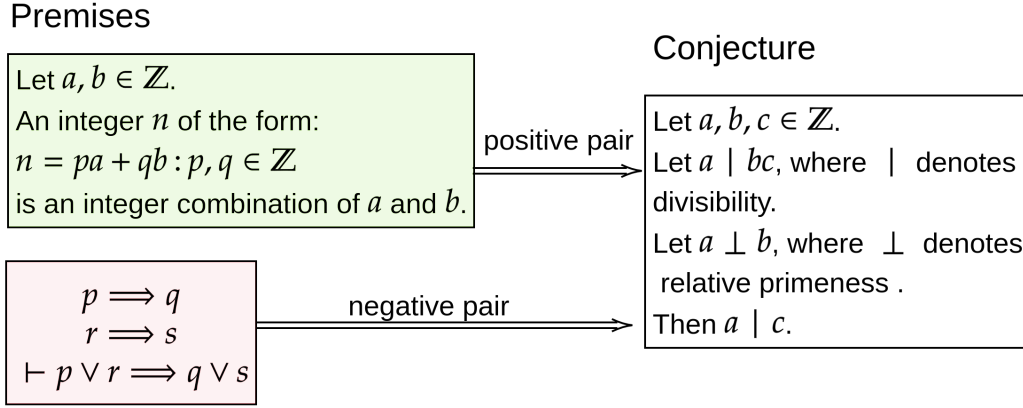 Premises
Let a, b ∈ ℤ.
An integer n of the form:
n = pa + qb : p, q ∈ ℤ
is an integer combination of a and b.
positive pair
Conjecture
Let a, b, c ∈ ℤ.
Let a | bc, where | denotes
divisibility.
Let a ⊥ b, where ⊥ denotes
relative primeness .
Then a | c.
p ⟹ q
r ⟹ s
⊢ p ∨ r ⟹ q ∨ s
negative pair